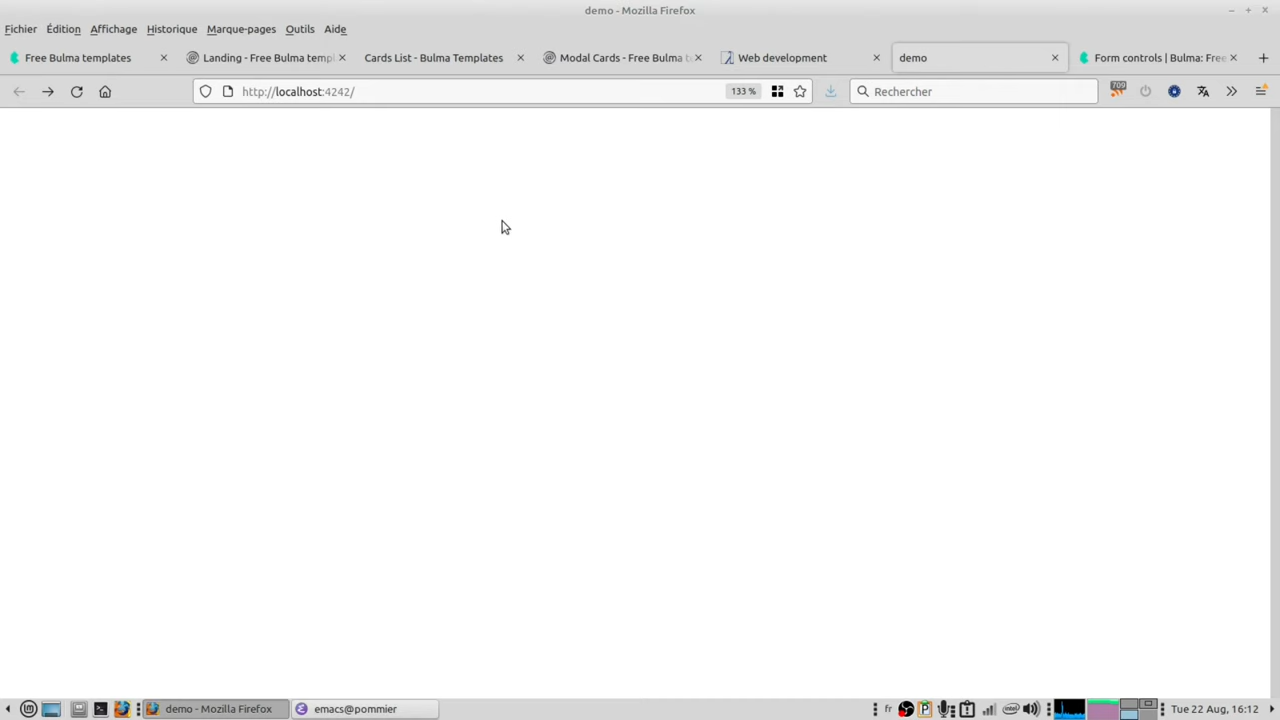 demo - Mozilla Firefox
Fichier Édition Affichage Historique Marque-pages Outils Aide
Free Bulma templates Landing - Free Bulma templ Cards List - Bulma Templates Modal Cards - Free Bulma t Web development demo Form controls | Bulma: Free
http://localhost:4242/ 133 % Rechercher 709
demo - Mozilla Firefox emacs@pommier fr P intel Tue 22 Aug, 16:12